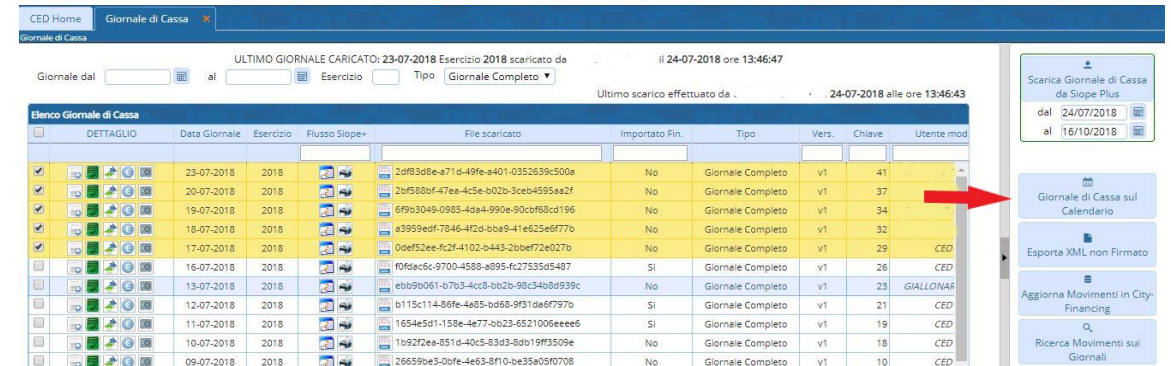 CED Home Giornale di Cassa ×
Giornale di Cassa
ULTIMO GIORNALE CARICATO: 23-07-2018 Esercizio 2018 scaricato da il 24-07-2018 ore 13:46:47
Giornale dal al Esercizio Tipo Giornale Completo
Ultimo scarico effettuato da 24-07-2018 alle ore 13:46:43
Elenco Giornale di Cassa
DETTAGLIO Data Giornale Esercizio Flusso Siope+ File scaricato Importato Fin. Tipo Vers. Chiave Utente mod
23-07-2018 2018 2df83d8e-a71d-49fe-a401-0352639c500a No Giornale Completo v1 41
20-07-2018 2018 2bf588bf-47ea-4c5e-b02b-3ceb4595aa2f No Giornale Completo v1 37
19-07-2018 2018 6f9b3049-0985-4da4-990e-90cbf68cd196 No Giornale Completo v1 34
18-07-2018 2018 a3959edf-7846-4f2d-bba9-41e625e6f77b No Giornale Completo v1 32
17-07-2018 2018 0def52ee-fc2f-4102-b443-2bbef72e027b No Giornale Completo v1 29 CED
16-07-2018 2018 f0fdac6c-9700-4588-a895-fc27535d5487 Si Giornale Completo v1 26 CED
13-07-2018 2018 ebb9b061-b7b3-4cc8-bb2b-98c34b8d939c No Giornale Completo v1 23 GIALLONAR
12-07-2018 2018 b115c114-86fe-4a85-bd68-9f31da6f797b Si Giornale Completo v1 21 CED
11-07-2018 2018 1654e5d1-158e-4e77-bb23-6521006eeee6 Si Giornale Completo v1 19 CED
10-07-2018 2018 1b92f2ea-851d-40c5-83d3-8db19ff3509e No Giornale Completo v1 18 CED
09-07-2018 2018 26659be3-0bfe-4e63-8f10-be35a05f0708 No Giornale Completo v1 10 CED
Scarica Giornale di Cassa
da Siope Plus
dal 24/07/2018
al 16/10/2018
Giornale di Cassa sul
Calendario
Esporta XML non Firmato
Aggiorna Movimenti in City-
Financing
Ricerca Movimenti sui
Giornali